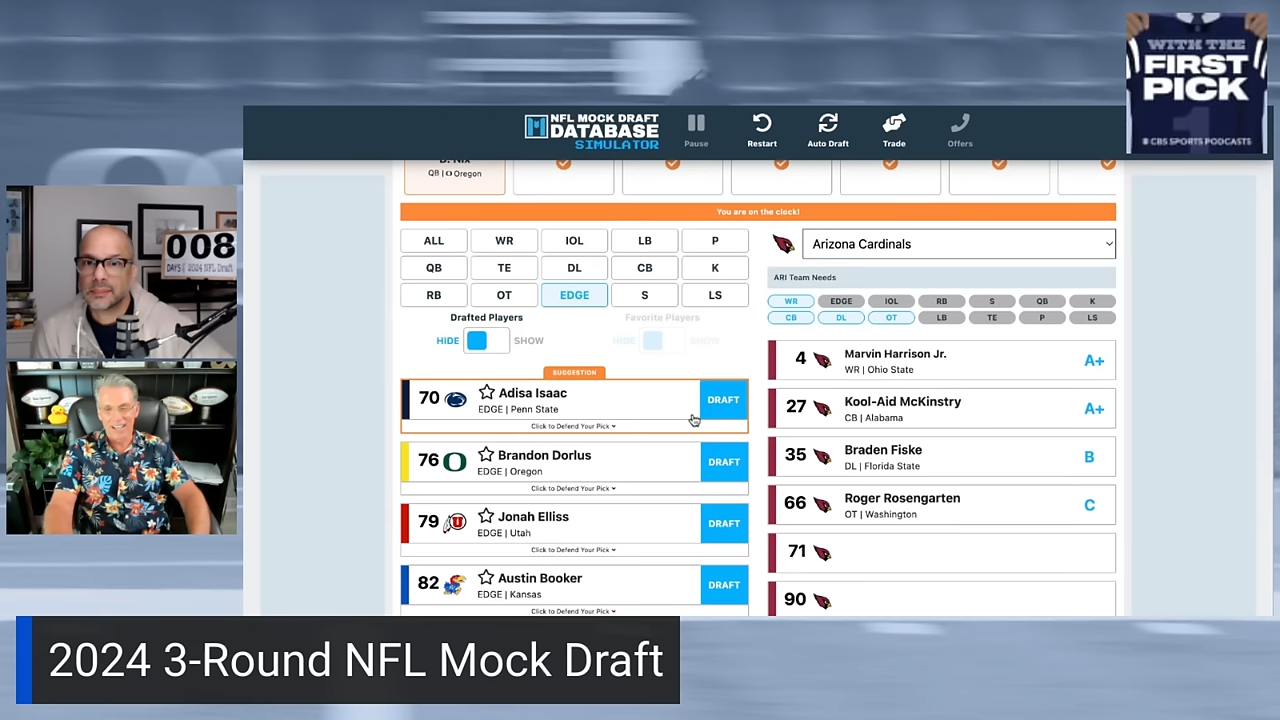 WITH THE
FIRST
PICK
CBS SPORTS PODCASTS
NFL MOCK DRAFT
DATABASE
SIMULATOR
Pause
Restart
Auto Draft
Trade
Offers
D. Nix
QB | O Oregon
You are on the clock!
ALL WR IOL LB P
QB TE DL CB K
RB OT EDGE S LS
Drafted Players
HIDE SHOW
Favorite Players
HIDE SHOW
SUGGESTION
70 Adisa Isaac DRAFT
EDGE | Penn State
Click to Defend Your Pick
76 O Brandon Dorlus DRAFT
EDGE | Oregon
Click to Defend Your Pick
79 Jonah Elliss DRAFT
EDGE | Utah
Click to Defend Your Pick
82 Austin Booker DRAFT
EDGE | Kansas
Click to Defend Your Pick
Arizona Cardinals
ARI Team Needs
WR EDGE IOL RB S QB K
CB DL OT LB TE P LS
4 Marvin Harrison Jr. A+
WR | Ohio State
27 Kool-Aid McKinstry A+
CB | Alabama
35 Braden Fiske B
DL | Florida State
66 Roger Rosengarten C
OT | Washington
71
90
008
2024 NFL Draft
2024 3-Round NFL Mock Draft